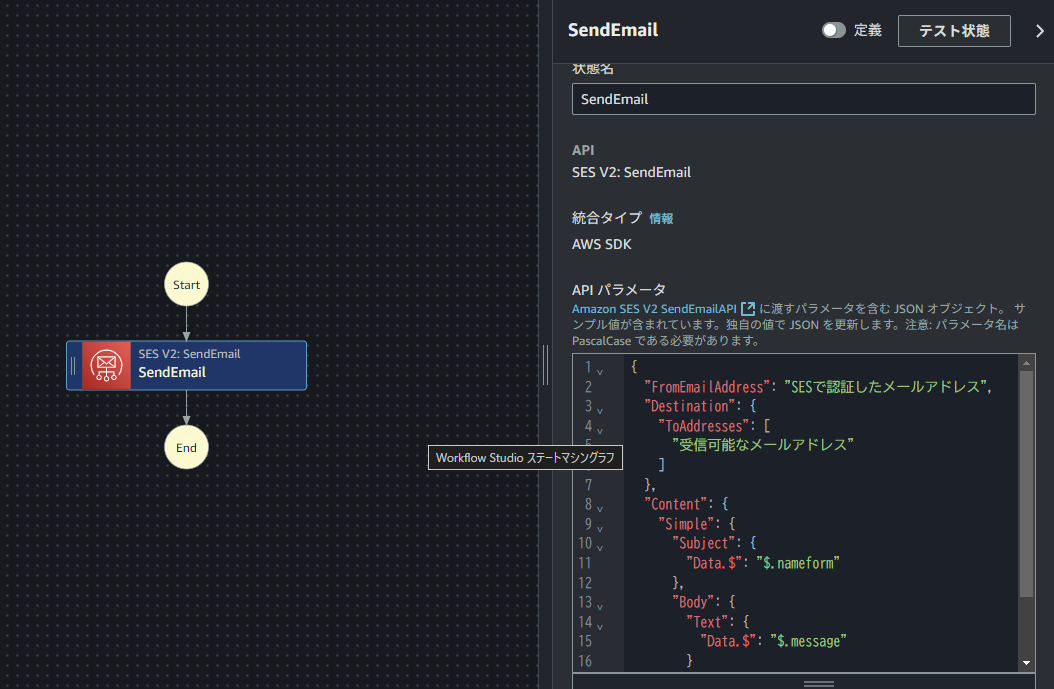 SendEmail
定義
テスト状態
状態名
SendEmail
API
SES V2: SendEmail
統合タイプ 情報
AWS SDK
API パラメータ
Amazon SES V2 SendEmailAPI に渡すパラメータを含む JSON オブジェクト。 サ
ンプル値が含まれています。独自の値で JSON を更新します。注意: パラメータ名は
PascalCase である必要があります。
1 {
2 "FromEmailAddress": "SESで認証したメールアドレス",
3 "Destination": {
4 "ToAddresses": [
5 "受信可能なメールアドレス"
]
7 },
8 "Content": {
9 "Simple": {
10 "Subject": {
11 "Data.$": "$.nameform"
12 },
13 "Body": {
14 "Text": {
15 "Data.$": "$.message"
16 }
Start
SES V2: SendEmail
SendEmail
End
Workflow Studio ステートマシングラフ